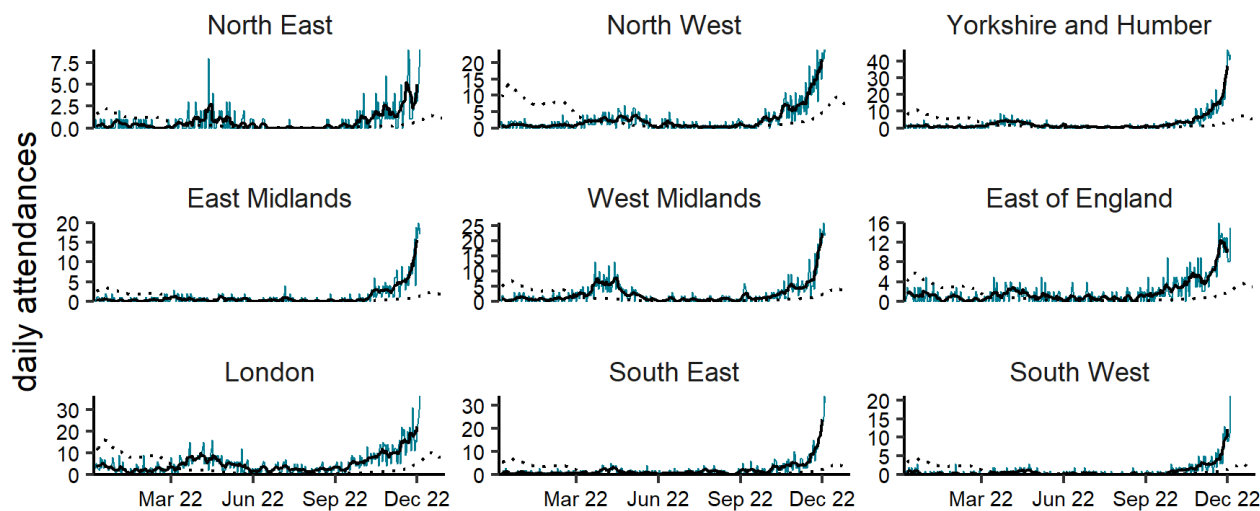 North East North West Yorkshire and Humber
7.5 5.0 2.5 0.0
20 15 10 5 0
40 30 20 10 0
East Midlands West Midlands East of England
20 15 10 5 0
25 20 15 10 5 0
16 12 8 4 0
daily attendances
London South East South West
30 20 10 0
30 20 10 0
20 15 10 5 0
Mar 22 Jun 22 Sep 22 Dec 22 Mar 22 Jun 22 Sep 22 Dec 22 Mar 22 Jun 22 Sep 22 Dec 22